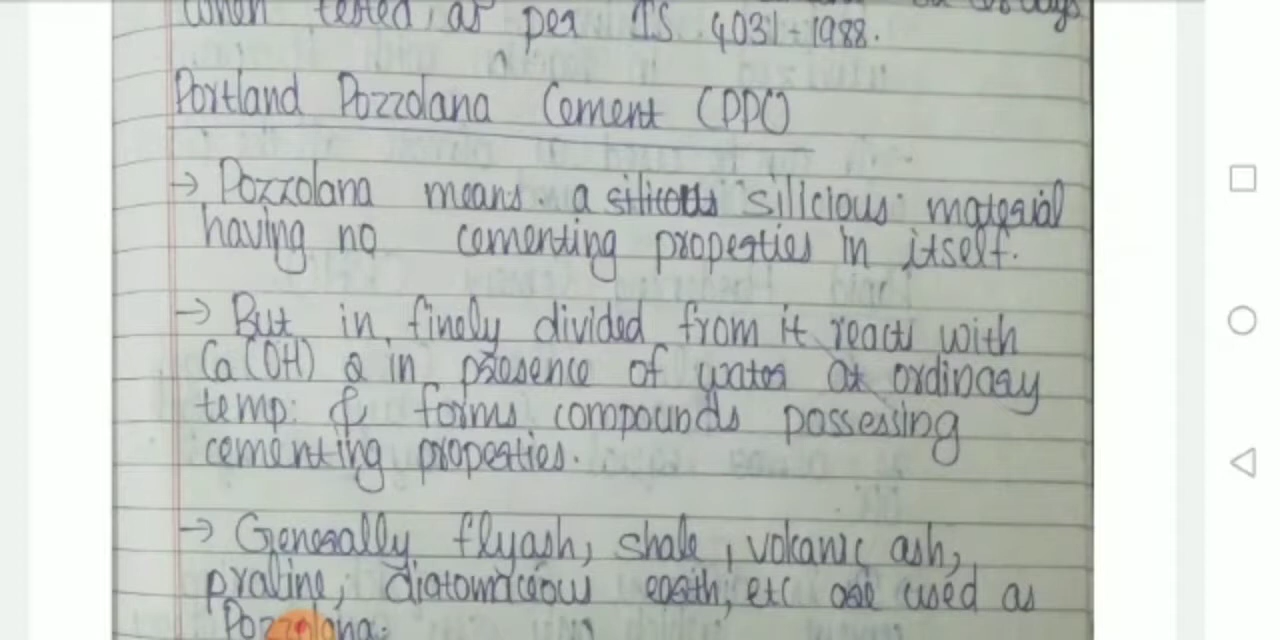 when tested, as per IS 4031-1988.
Portland Pozzolana Cement (PPC)
→ Pozzolana means a silicious material
having no cementing properties in itself.
→ But in finely divided from it reacts with
Ca(OH)2 in presence of water at ordinary
temp: & forms compounds possessing
cementing properties.
→ Generally flyash, shale, volcanic ash,
praline, diatomaceous earth, etc are used as
Pozzolana.